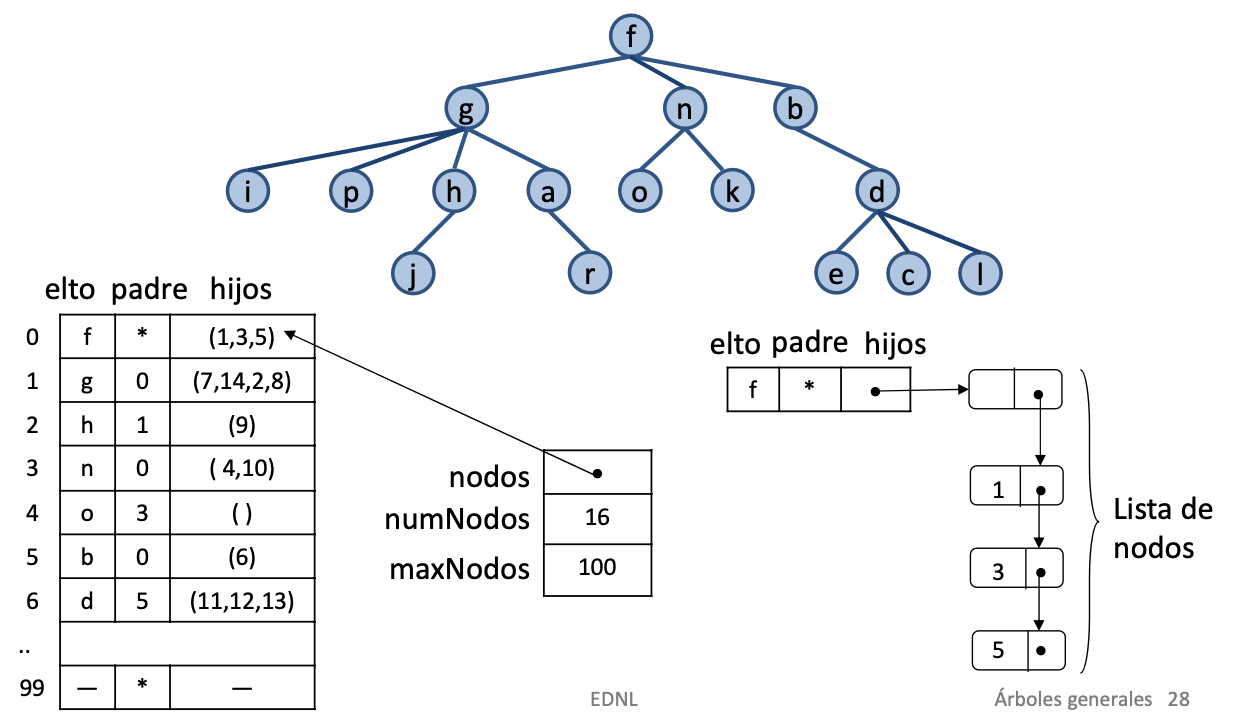 f
g n b
i p h a o k d
j r e c l
elto padre hijos
0 f * (1,3,5)
1 g 0 (7,14,2,8)
2 h 1 (9)
3 n 0 ( 4,10)
4 o 3 ( )
5 b 0 (6)
6 d 5 (11,12,13)
..
99 — * —
nodos
numNodos 16
maxNodos 100
elto padre hijos
f *
1
3
5
Lista de
nodos
EDNL
Árboles generales 28